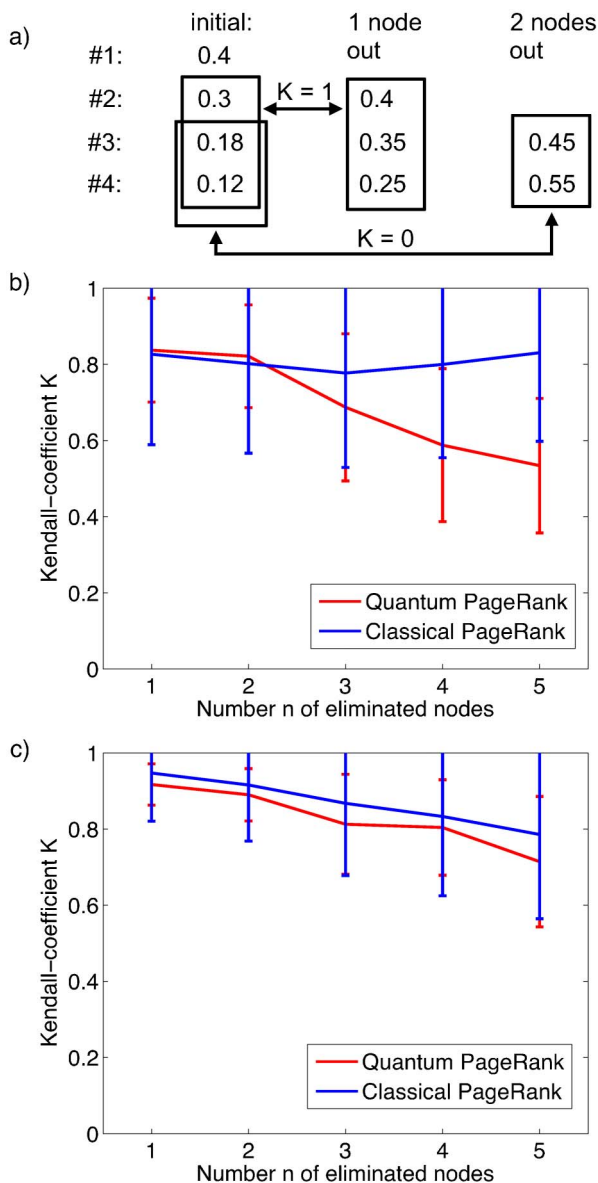 a)
initial: 1 node out 2 nodes out
#1: 0.4
#2: 0.3 K = 1 0.4
#3: 0.18 0.35 0.45
#4: 0.12 0.25 0.55
K = 0
b)
Kendall-coefficient K
1
0.8
0.6
0.4
0.2
0
Quantum PageRank
Classical PageRank
1 2 3 4 5
Number n of eliminated nodes
c)
Kendall-coefficient K
1
0.8
0.6
0.4
0.2
0
Quantum PageRank
Classical PageRank
1 2 3 4 5
Number n of eliminated nodes